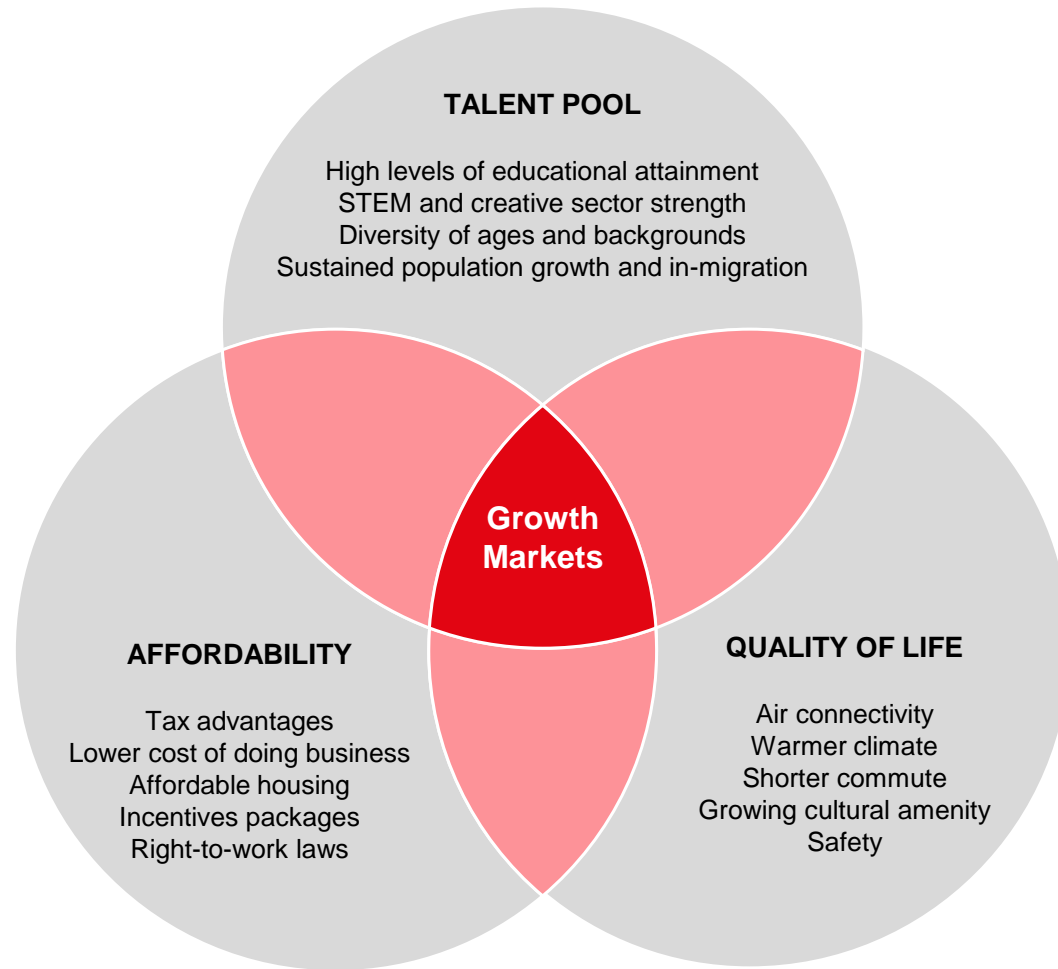 TALENT POOL
High levels of educational attainment
STEM and creative sector strength
Diversity of ages and backgrounds
Sustained population growth and in-migration
Growth
Markets
AFFORDABILITY
Tax advantages
Lower cost of doing business
Affordable housing
Incentives packages
Right-to-work laws
QUALITY OF LIFE
Air connectivity
Warmer climate
Shorter commute
Growing cultural amenity
Safety